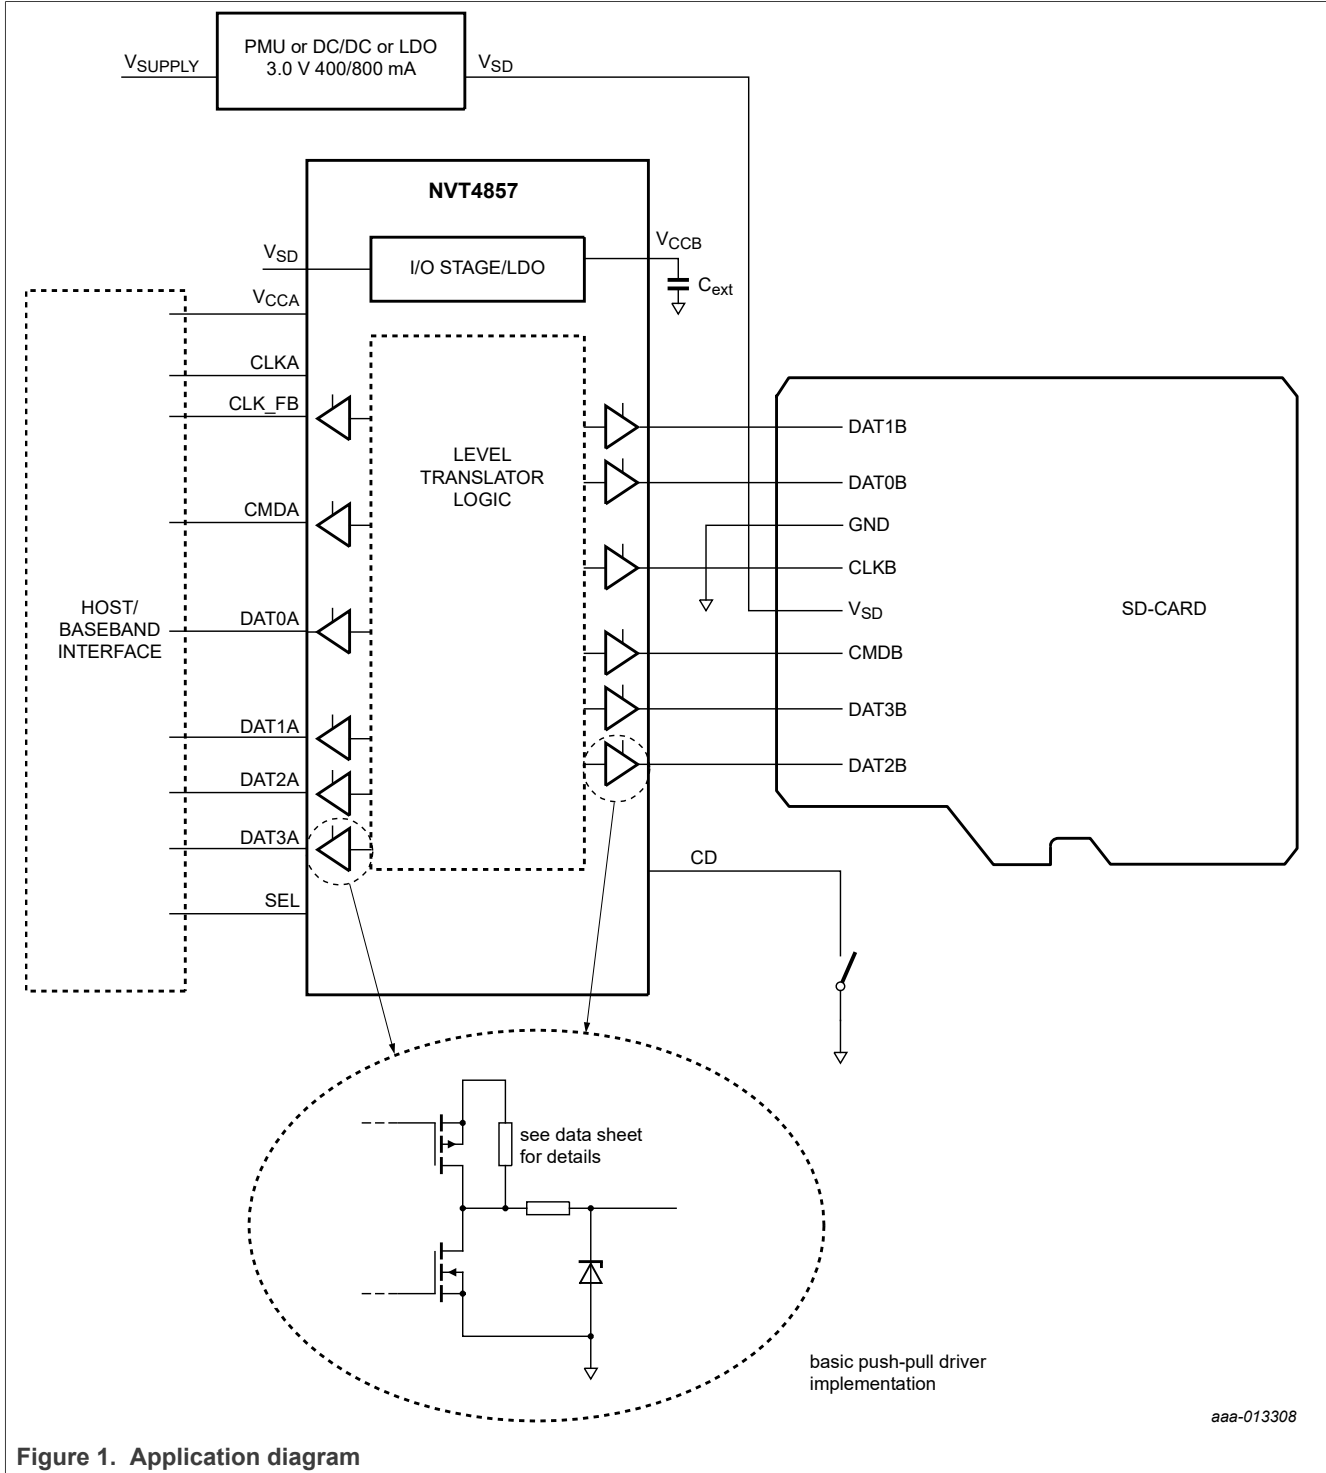 PMU or DC/DC or LDO
3.0 V 400/800 mA
VSUPPLY
VSD
NVT4857
VSD
I/O STAGE/LDO
VCCB
Cext
VCCA
CLKA
CLK_FB
CMDA
DAT0A
DAT1A
DAT2A
DAT3A
SEL
HOST/
BASEBAND
INTERFACE
LEVEL
TRANSLATOR
LOGIC
DAT1B
DAT0B
GND
CLKB
VSD
CMDB
DAT3B
DAT2B
SD-CARD
CD
see data sheet
for details
basic push-pull driver
implementation
aaa-013308
Figure 1. Application diagram